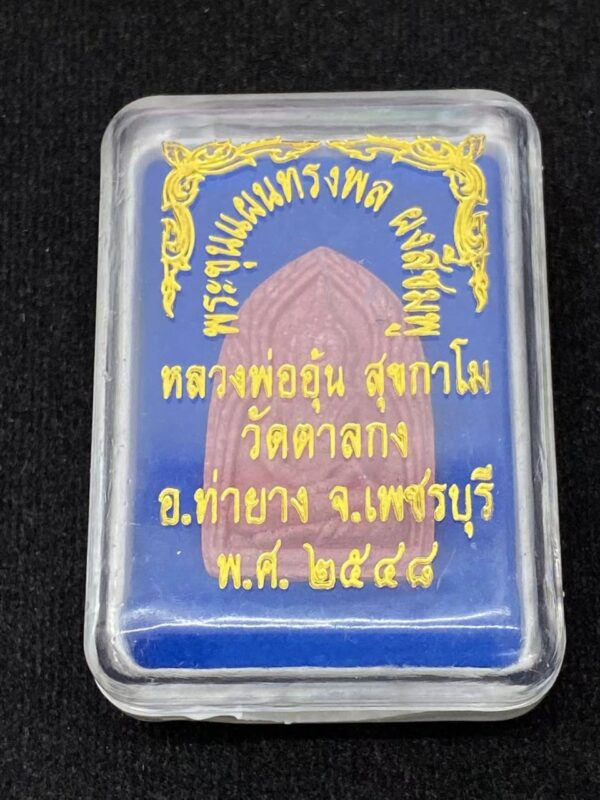 พระขุนแผนทรงพล ผงสีชมพู
หลวงพ่ออุ้น สุขกาโม
วัดตาลกง
อ.ท่ายาง จ.เพชรบุรี
พ.ศ. ๒๕๔๘